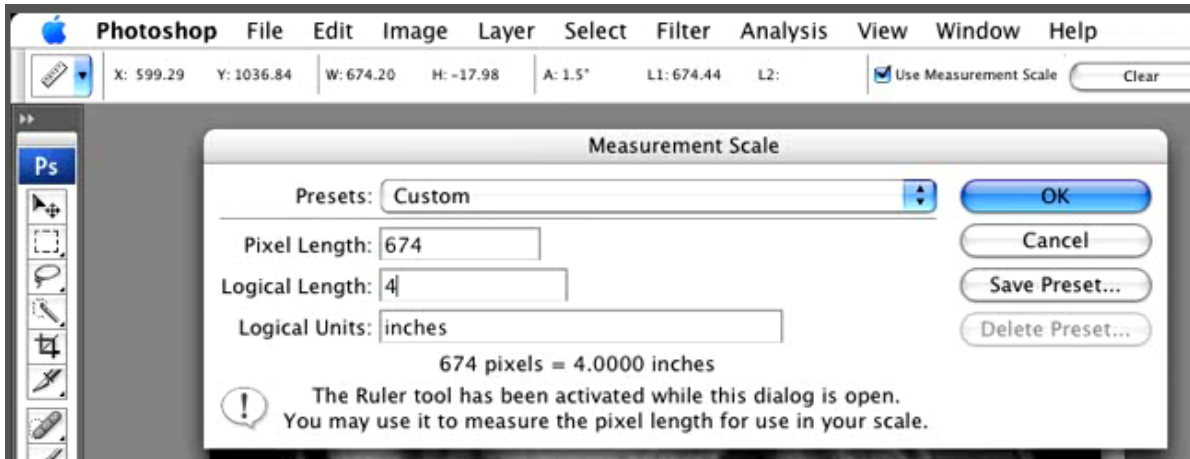 Photoshop File Edit Image Layer Select Filter Analysis View Window Help
X: 599.29 Y: 1036.84 W: 674.20 H: -17.98 A: 1.5° L1: 674.44 L2: Use Measurement Scale Clear
Measurement Scale
Ps
Presets: Custom OK
Pixel Length: 674 Cancel
Logical Length: 4 Save Preset...
Logical Units: inches Delete Preset...
674 pixels = 4.0000 inches
The Ruler tool has been activated while this dialog is open.
You may use it to measure the pixel length for use in your scale.